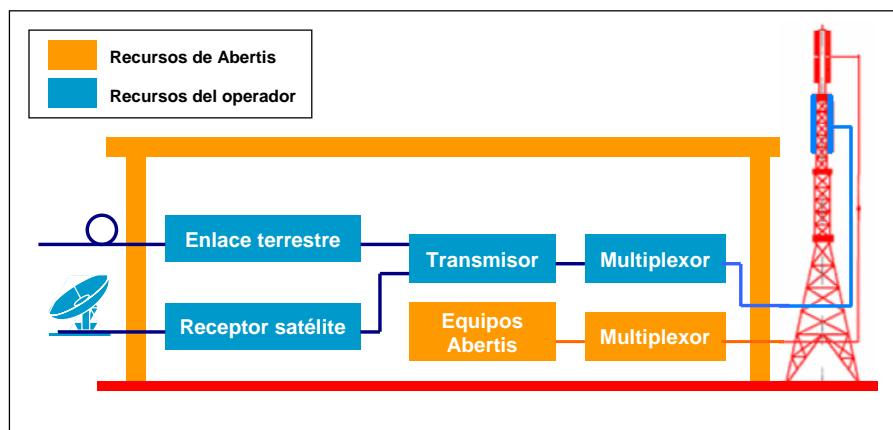 Recursos de Abertis
Recursos del operador
Enlace terrestre
Transmisor
Multiplexor
Receptor satélite
Equipos
Abertis
Multiplexor